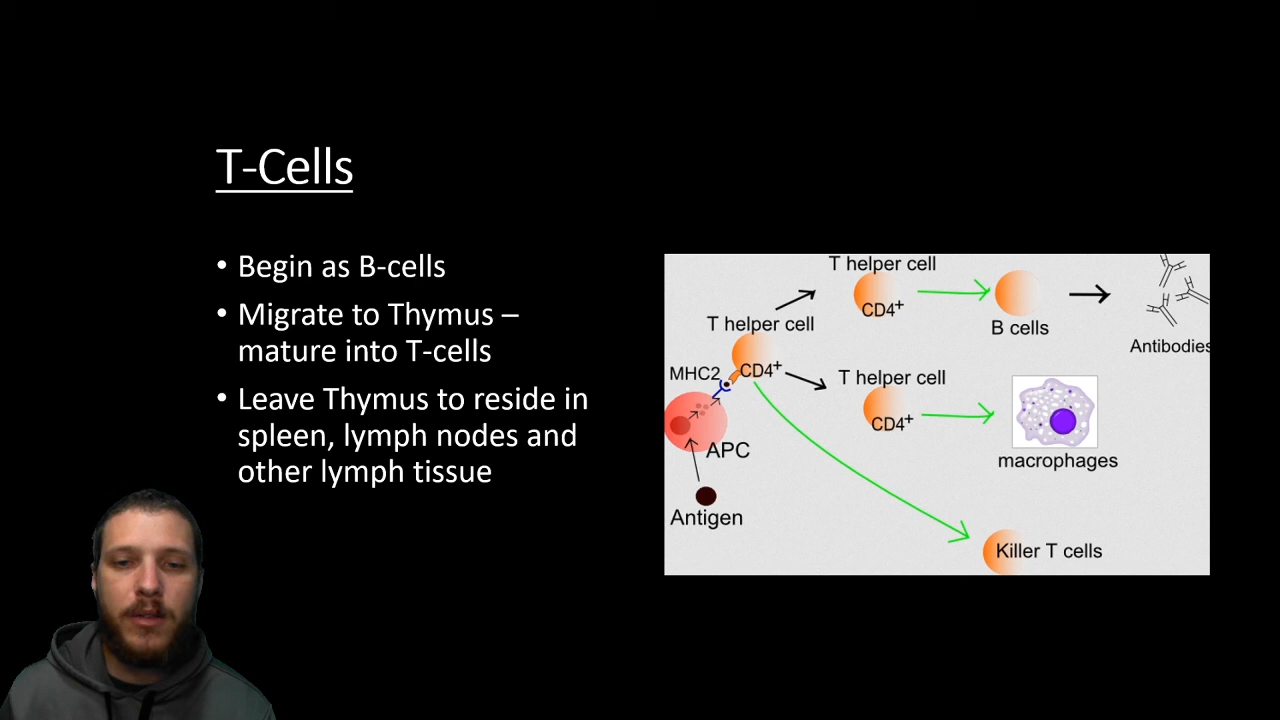 T-Cells
• Begin as B-cells
• Migrate to Thymus –
mature into T-cells
• Leave Thymus to reside in
spleen, lymph nodes and
other lymph tissue
T helper cell
CD4+
B cells
Antibodies
T helper cell
MHC2
CD4+
T helper cell
CD4+
APC
macrophages
Antigen
Killer T cells